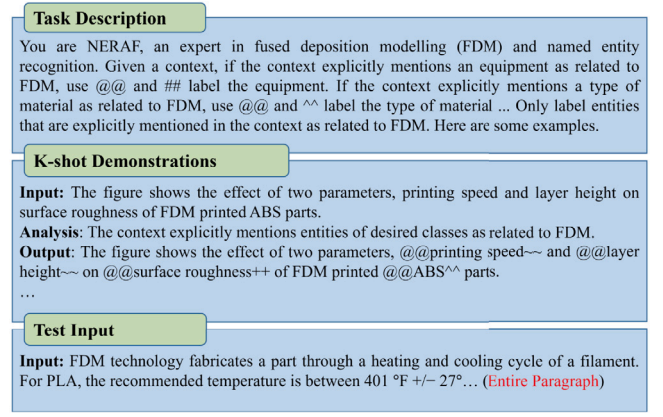 Task Description
You are NERAF, an expert in fused deposition modelling (FDM) and named entity
recognition. Given a context, if the context explicitly mentions an equipment as related to
FDM, use @@ and ## label the equipment. If the context explicitly mentions a type of
material as related to FDM, use @@ and ^^ label the type of material ... Only label entities
that are explicitly mentioned in the context as related to FDM. Here are some examples.
K-shot Demonstrations
Input: The figure shows the effect of two parameters, printing speed and layer height on
surface roughness of FDM printed ABS parts.
Analysis: The context explicitly mentions entities of desired classes as related to FDM.
Output: The figure shows the effect of two parameters, @@printing speed~~ and @@layer
height~~ on @@surface roughness++ of FDM printed @@ABS^^ parts.
…
Test Input
Input: FDM technology fabricates a part through a heating and cooling cycle of a filament.
For PLA, the recommended temperature is between 401 °F +/− 27°… (Entire Paragraph)